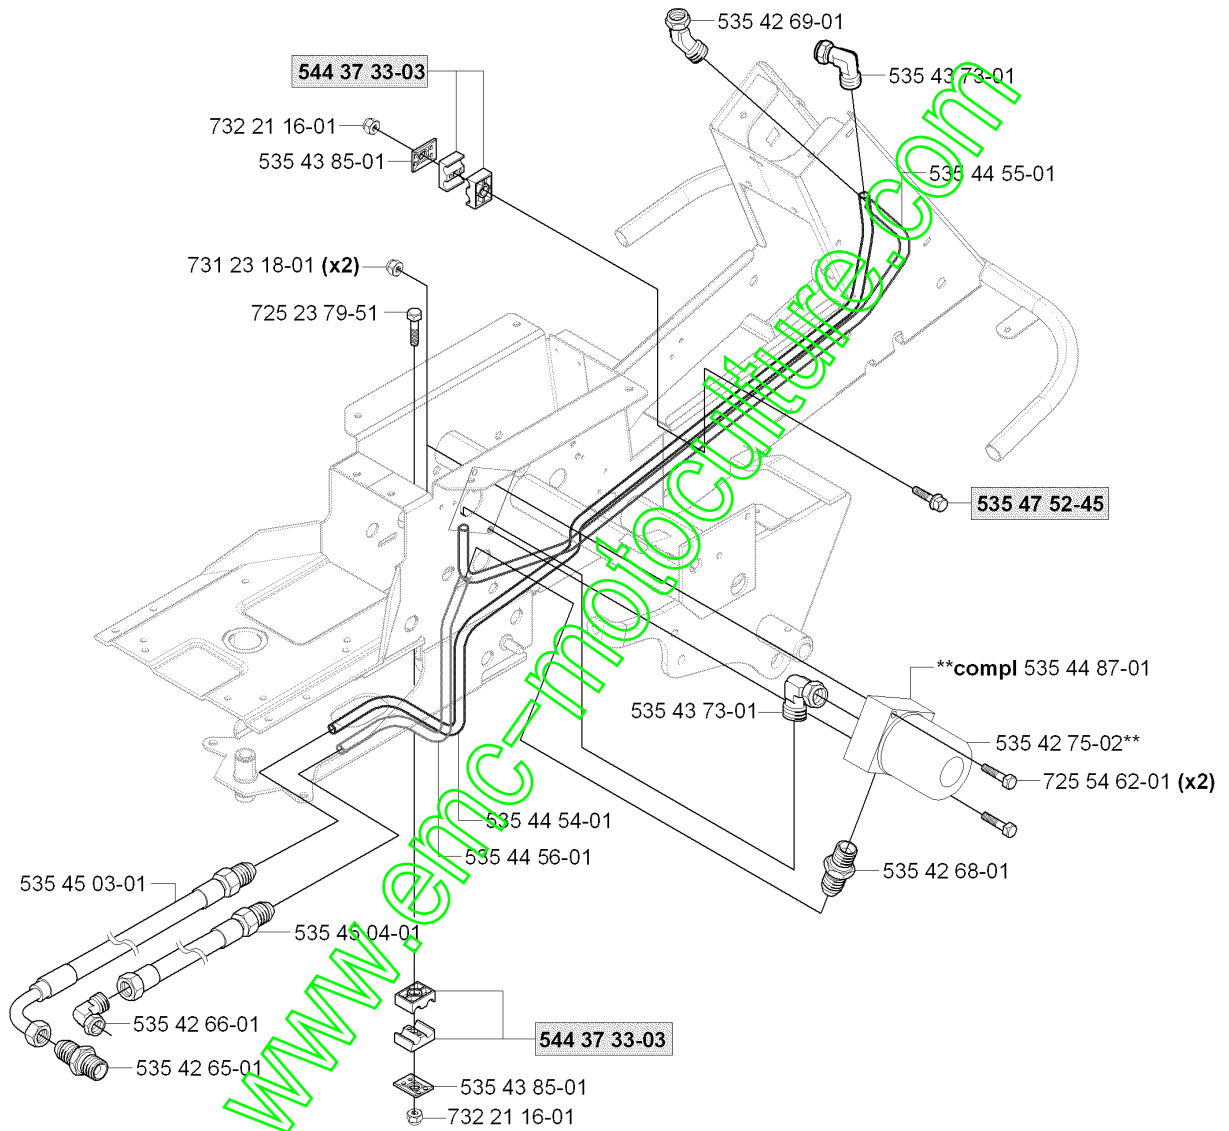 535 42 69-01
535 43 73-01
544 37 33-03
732 21 16-01
535 43 85-01
535 44 55-01
731 23 18-01 (x2)
725 23 79-51
535 47 52-45
**compl 535 44 87-01
535 43 73-01
535 42 75-02**
725 54 62-01 (x2)
535 44 54-01
535 44 56-01
535 42 68-01
535 45 03-01
535 45 04-01
535 42 66-01
544 37 33-03
535 42 65-01
535 43 85-01
732 21 16-01
www.emc-motoculture.com